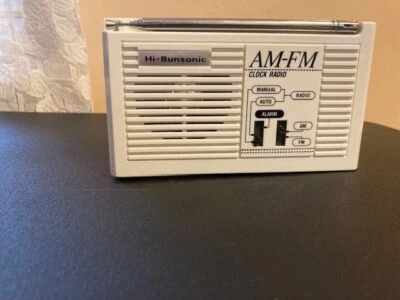 Hi-Bunsonic
AM-FM
CLOCK RADIO
MANUAL
RADIO
AUTO
ALARM
AM
FM